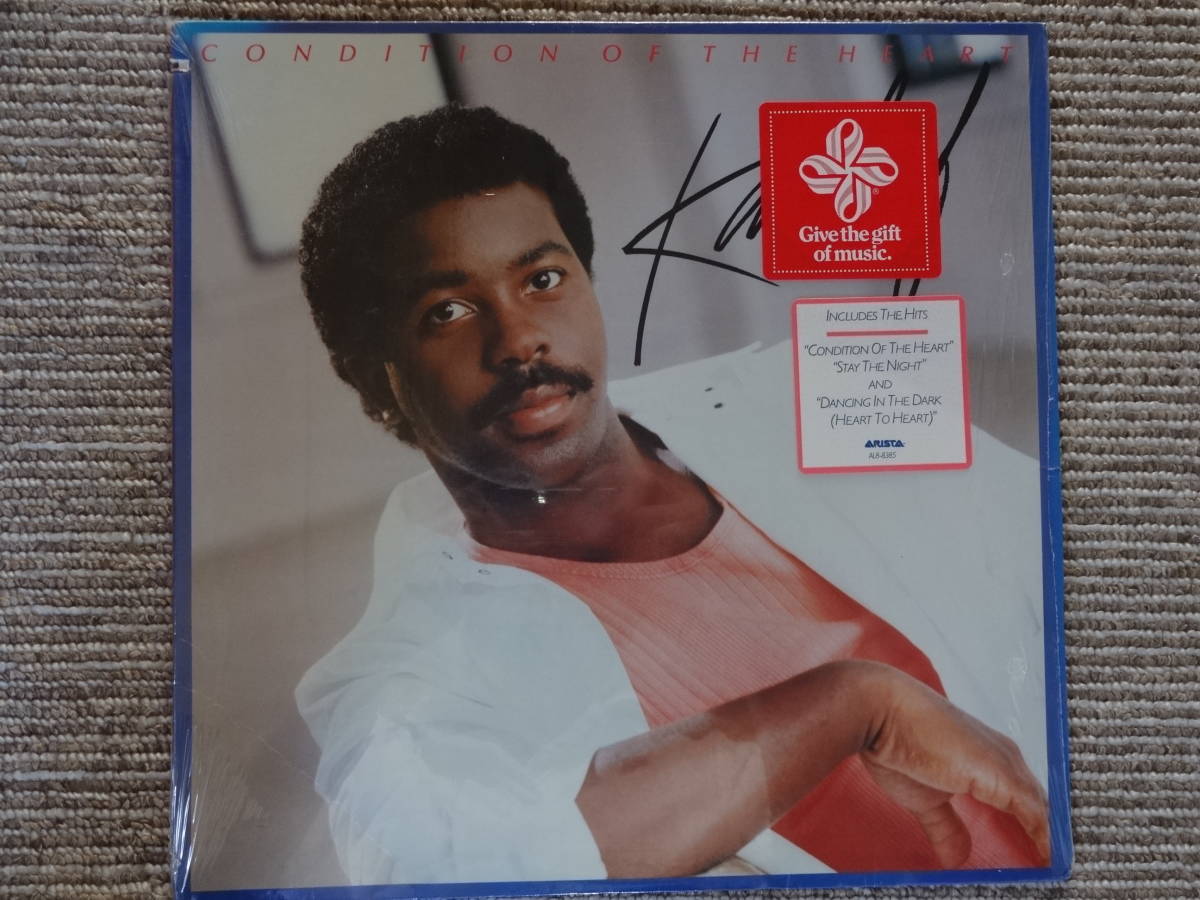 CONDITION OF THE HEART
Give the gift
of music.
®
INCLUDES THE HITS
"CONDITION OF THE HEART"
"STAY THE NIGHT"
AND
"DANCING IN THE DARK
(HEART TO HEART)"
ARISTA
AL8-8385